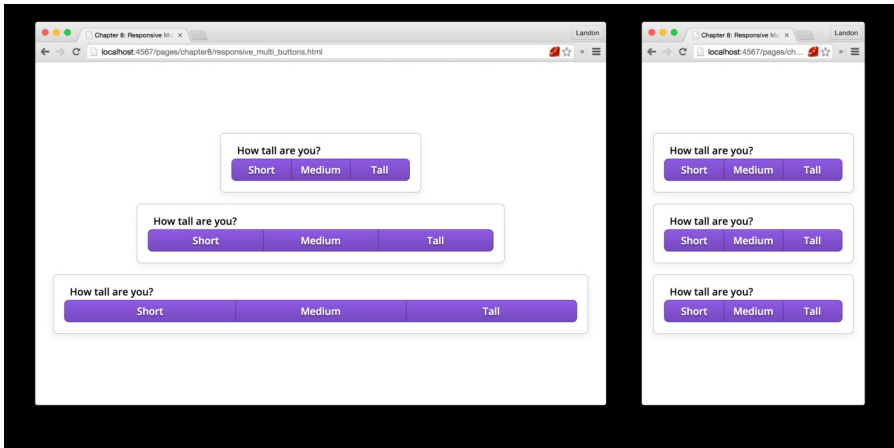 Chapter 8: Responsive Mu
Landon
localhost:4567/pages/chapter8/responsive_multi_buttons.html
»
How tall are you?
Short Medium Tall
How tall are you?
Short Medium Tall
How tall are you?
Short Medium Tall
Chapter 8: Responsive Mul
Landon
localhost:4567/pages/ch...
»
How tall are you?
Short Medium Tall
How tall are you?
Short Medium Tall
How tall are you?
Short Medium Tall